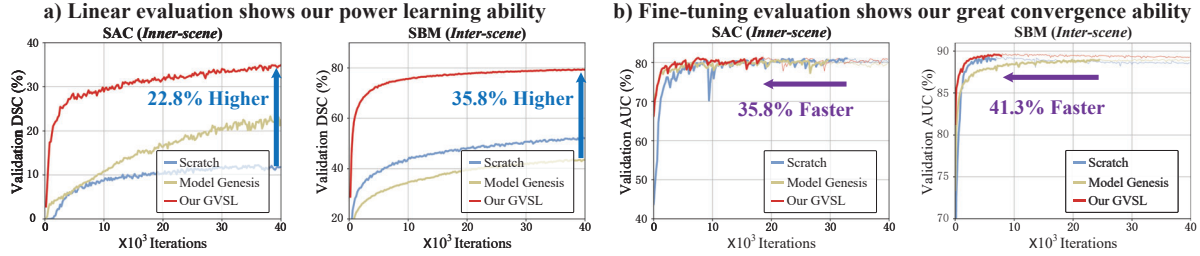 a) Linear evaluation shows our power learning ability
SAC (Inner-scene)
Validation DSC (%)
40
30
20
10
0
0
10
20
30
40
X10³ Iterations
22.8% Higher
Scratch
Model Genesis
Our GVSL
SBM (Inter-scene)
Validation DSC (%)
80
60
40
20
0
10
20
30
40
X10³ Iterations
35.8% Higher
Scratch
Model Genesis
Our GVSL
b) Fine-tuning evaluation shows our great convergence ability
SAC (Inner-scene)
Validation AUC (%)
80
70
60
50
40
0
10
20
30
40
X10³ Iterations
35.8% Faster
Scratch
Model Genesis
Our GVSL
SBM (Inter-scene)
Validation AUC (%)
90
85
80
75
70
0
10
20
30
40
X10³ Iterations
41.3% Faster
Scratch
Model Genesis
Our GVSL